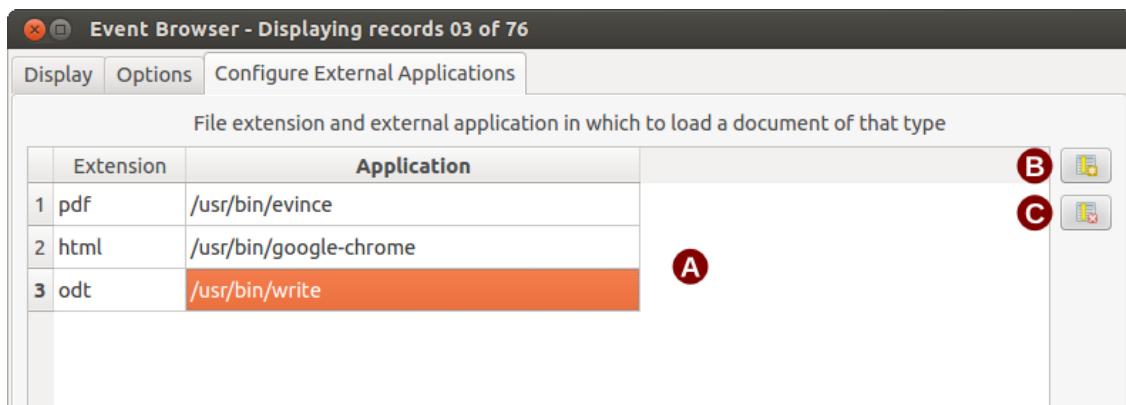 Event Browser - Displaying records 03 of 76
Display Options Configure External Applications
File extension and external application in which to load a document of that type
Extension Application B
1 pdf /usr/bin/evince C
2 html /usr/bin/google-chrome A
3 odt /usr/bin/write